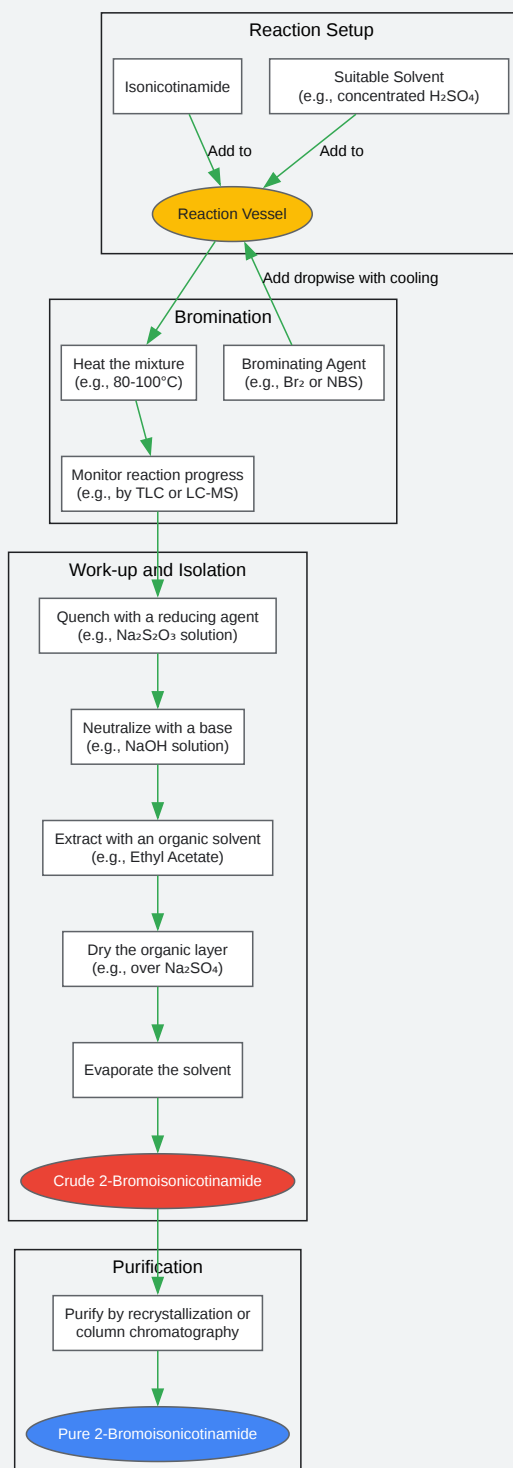 Reaction Setup
Isonicotinamide
Suitable Solvent
(e.g., concentrated H₂SO₄)
Add to
Add to
Reaction Vessel
Add dropwise with cooling
Bromination
Heat the mixture
(e.g., 80-100°C)
Brominating Agent
(e.g., Br₂ or NBS)
Monitor reaction progress
(e.g., by TLC or LC-MS)
Work-up and Isolation
Quench with a reducing agent
(e.g., Na₂S₂O₃ solution)
Neutralize with a base
(e.g., NaOH solution)
Extract with an organic solvent
(e.g., Ethyl Acetate)
Dry the organic layer
(e.g., over Na₂SO₄)
Evaporate the solvent
Crude 2-Bromoisonicotinamide
Purification
Purify by recrystallization or
column chromatography
Pure 2-Bromoisonicotinamide